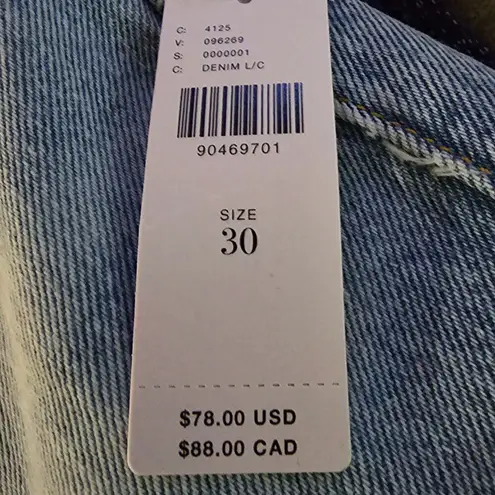 C: 4125
V: 096269
S: 0000001
C: DENIM L/C
90469701
SIZE
30
$78.00 USD
$88.00 CAD